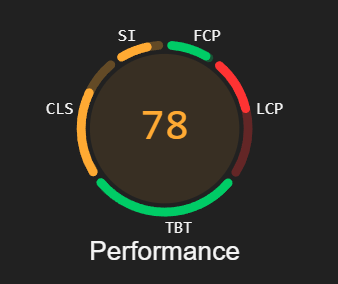 SI
FCP
CLS
LCP
78
TBT
Performance